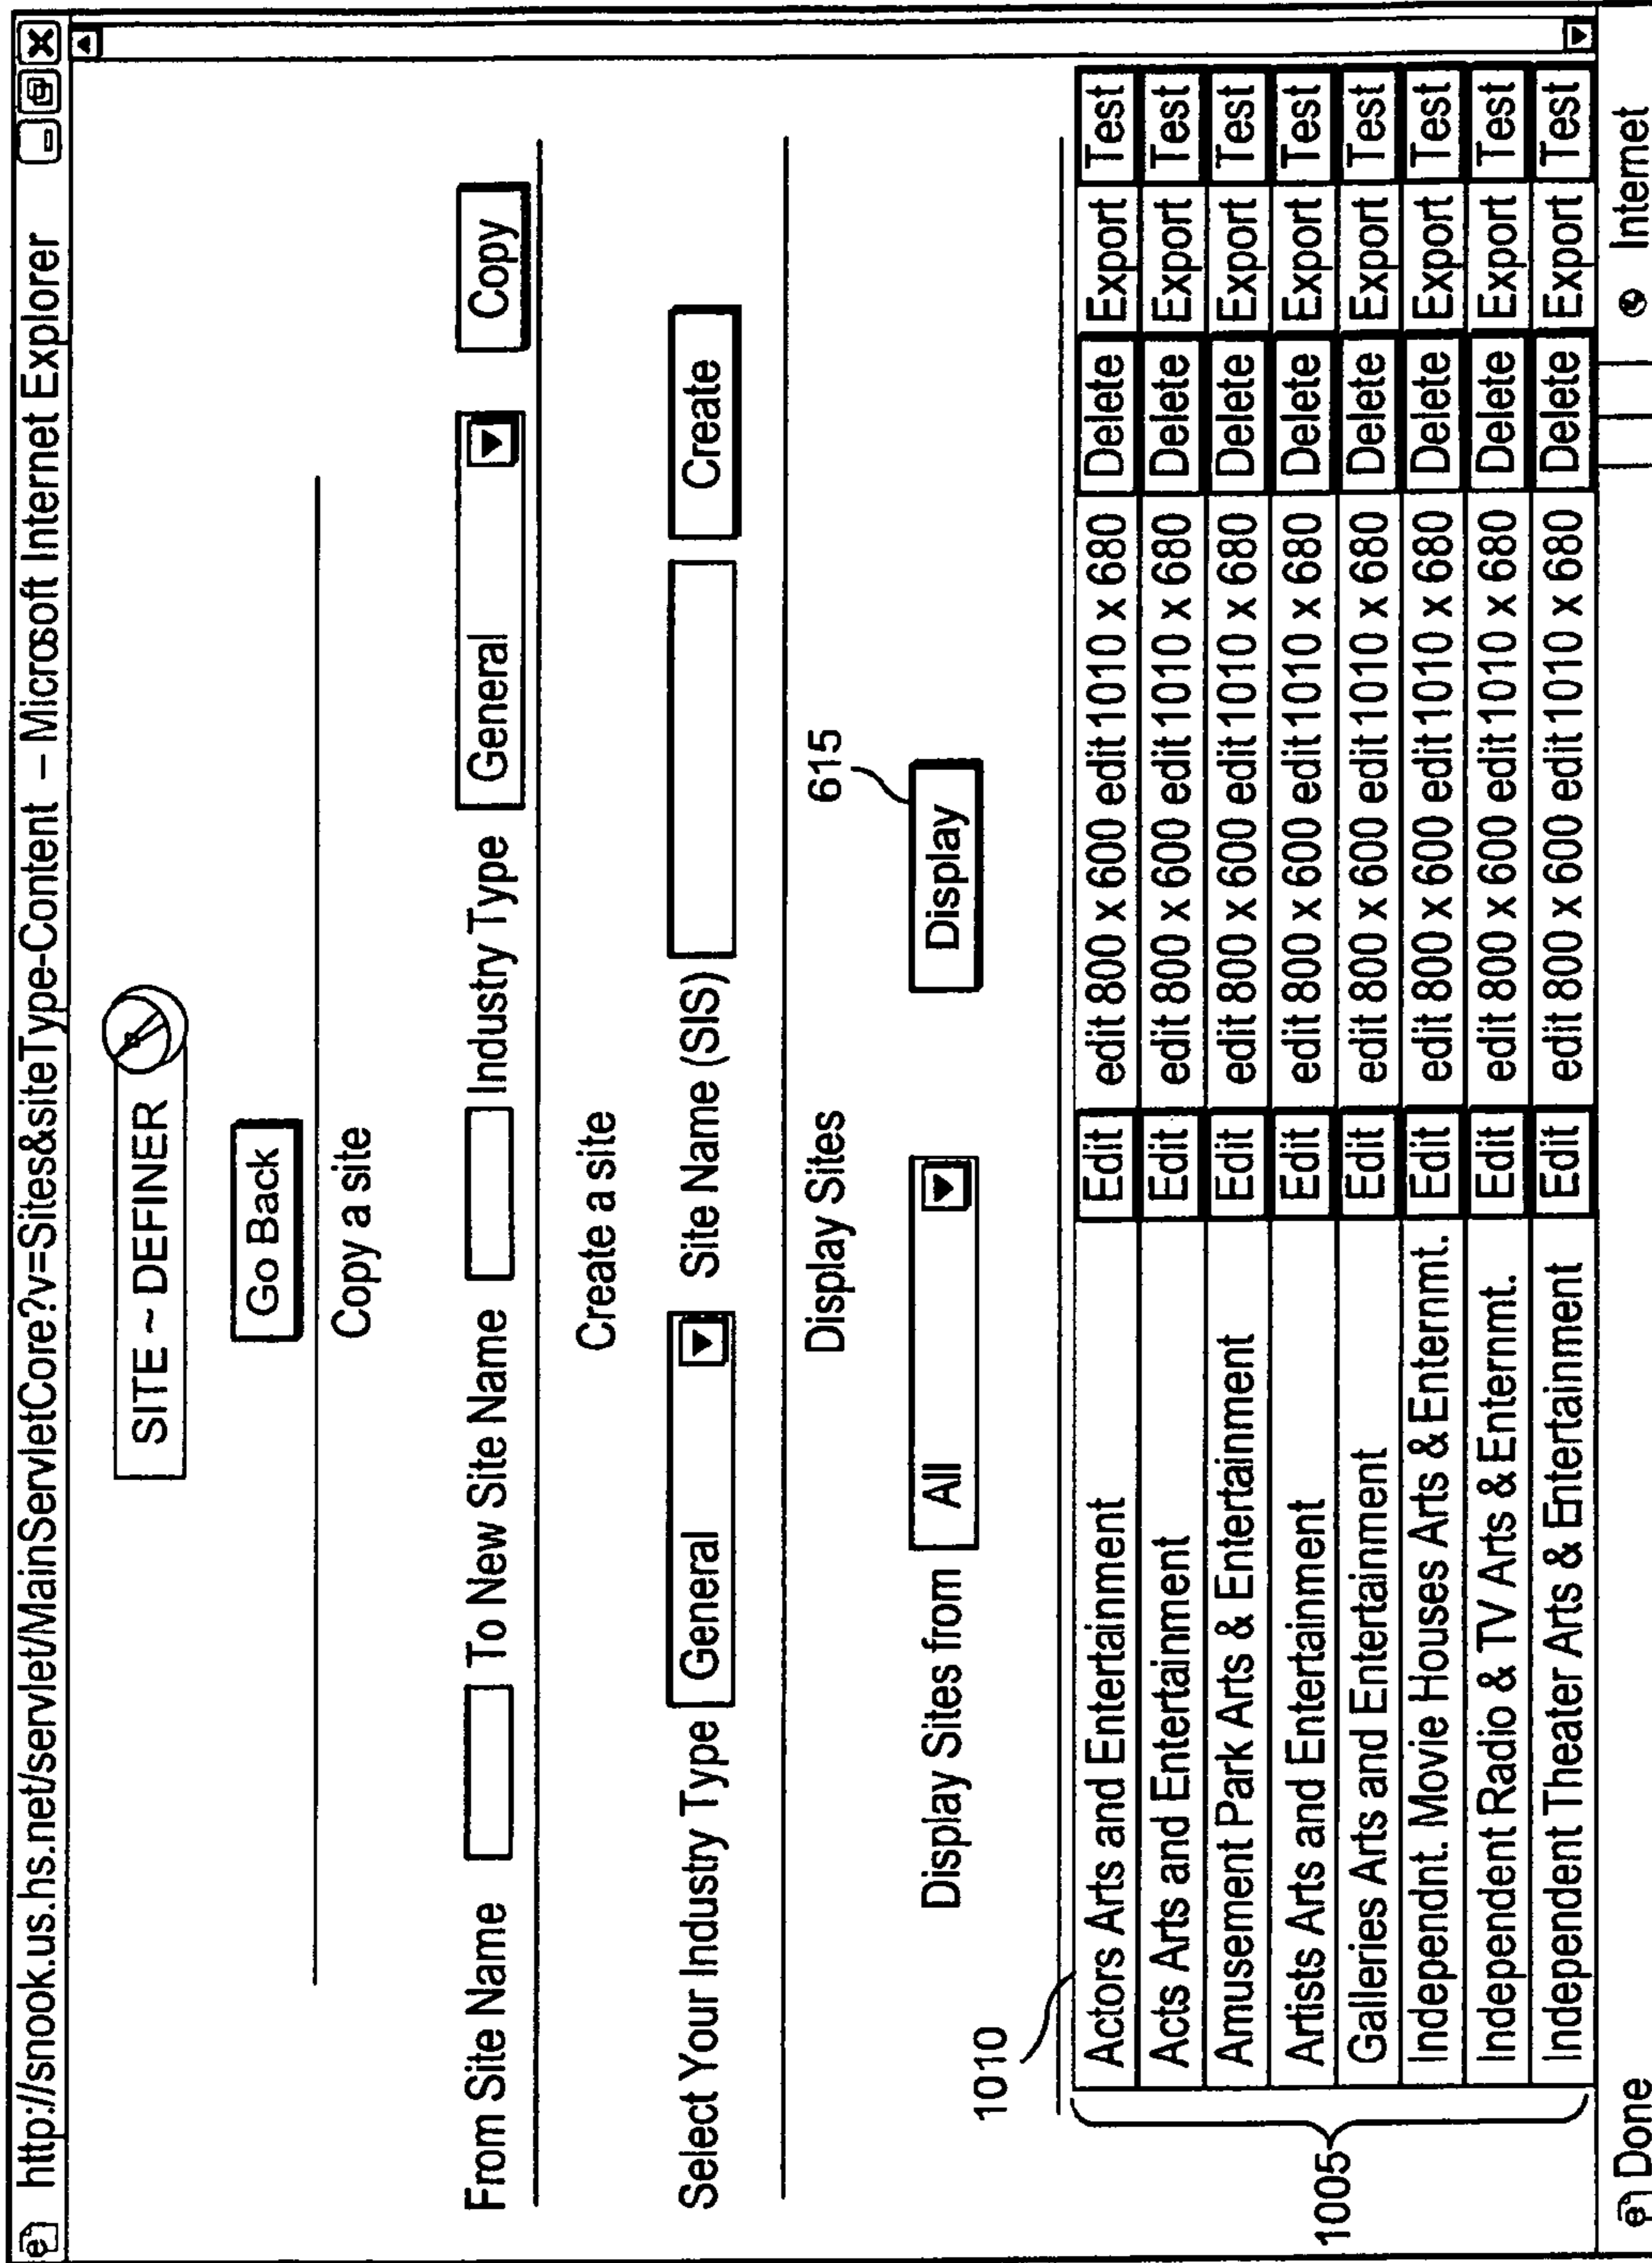 http://snook.us.hs.net/servlet/MainServletCore?v=Sites&siteType-Content – Microsoft Internet Explorer
SITE ~ DEFINER
Go Back
Copy a site
From Site Name To New Site Name Industry Type General Copy
Create a site
Select Your Industry Type General Site Name (SIS) Create
Display Sites
615
Display Sites from All Display
1010
Actors Arts and Entertainment Edit edit 800 x 600 edit 1010 x 680 Delete Export Test
Acts Arts and Entertainment Edit edit 800 x 600 edit 1010 x 680 Delete Export Test
Amusement Park Arts & Entertainment Edit edit 800 x 600 edit 1010 x 680 Delete Export Test
Artists Arts and Entertainment Edit edit 800 x 600 edit 1010 x 680 Delete Export Test
1005
Galleries Arts and Entertainment Edit edit 800 x 600 edit 1010 x 680 Delete Export Test
Independnt. Movie Houses Arts & Enternmt. Edit edit 800 x 600 edit 1010 x 680 Delete Export Test
Independent Radio & TV Arts & Enternmt. Edit edit 800 x 600 edit 1010 x 680 Delete Export Test
Independent Theater Arts & Entertainment Edit edit 800 x 600 edit 1010 x 680 Delete Export Test
Done Internet